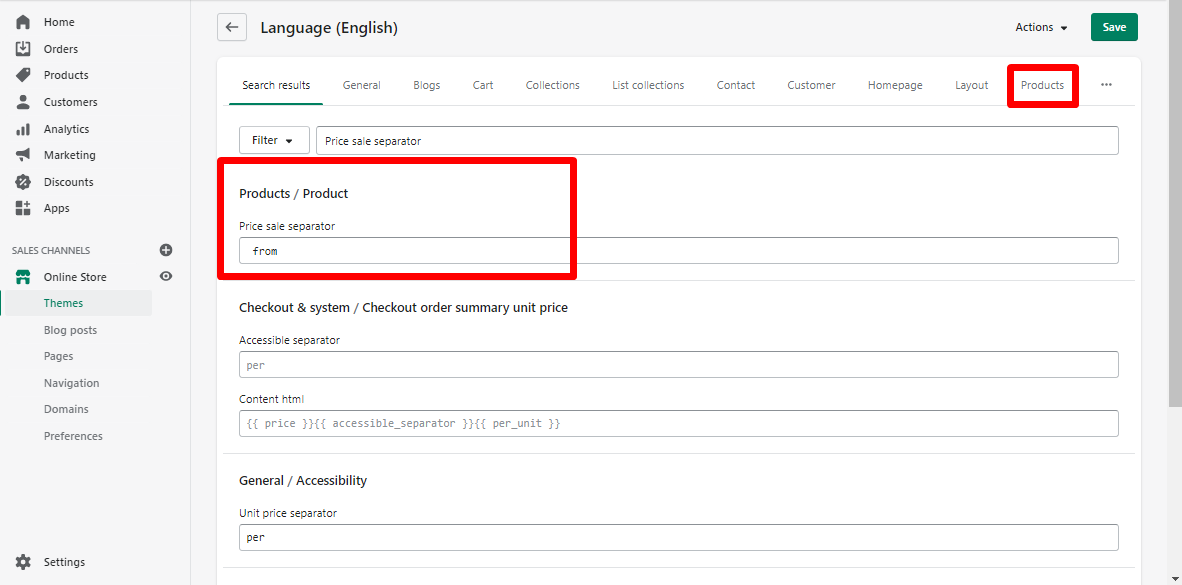 Home
Orders
Products
Customers
Analytics
Marketing
Discounts
Apps
SALES CHANNELS
Online Store
Themes
Blog posts
Pages
Navigation
Domains
Preferences
Settings
Language (English)
Actions
Save
Search results General Blogs Cart Collections List collections Contact Customer Homepage Layout Products ...
Filter Price sale separator
Products / Product
Price sale separator
from
Checkout & system / Checkout order summary unit price
Accessible separator
per
Content html
{{ price }}{{ accessible_separator }}{{ per_unit }}
General / Accessibility
Unit price separator
per